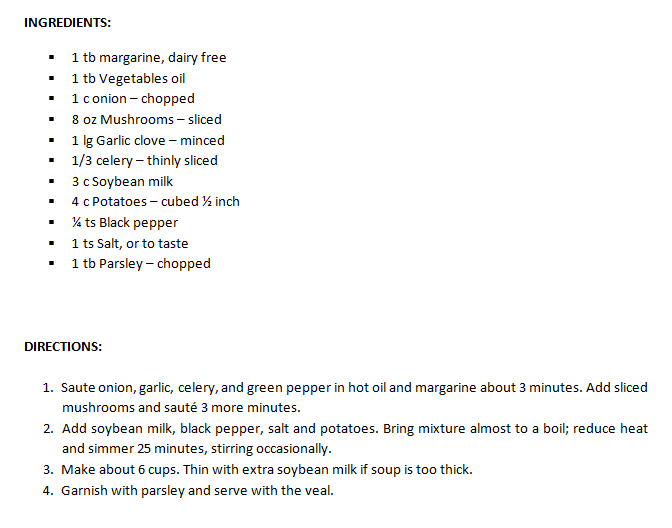 INGREDIENTS:
▪ 1 tb margarine, dairy free
▪ 1 tb Vegetables oil
▪ 1 c onion – chopped
▪ 8 oz Mushrooms – sliced
▪ 1 lg Garlic clove – minced
▪ 1/3 celery – thinly sliced
▪ 3 c Soybean milk
▪ 4 c Potatoes – cubed ½ inch
▪ ¼ ts Black pepper
▪ 1 ts Salt, or to taste
▪ 1 tb Parsley – chopped
DIRECTIONS:
1. Saute onion, garlic, celery, and green pepper in hot oil and margarine about 3 minutes. Add sliced
mushrooms and sauté 3 more minutes.
2. Add soybean milk, black pepper, salt and potatoes. Bring mixture almost to a boil; reduce heat
and simmer 25 minutes, stirring occasionally.
3. Make about 6 cups. Thin with extra soybean milk if soup is too thick.
4. Garnish with parsley and serve with the veal.